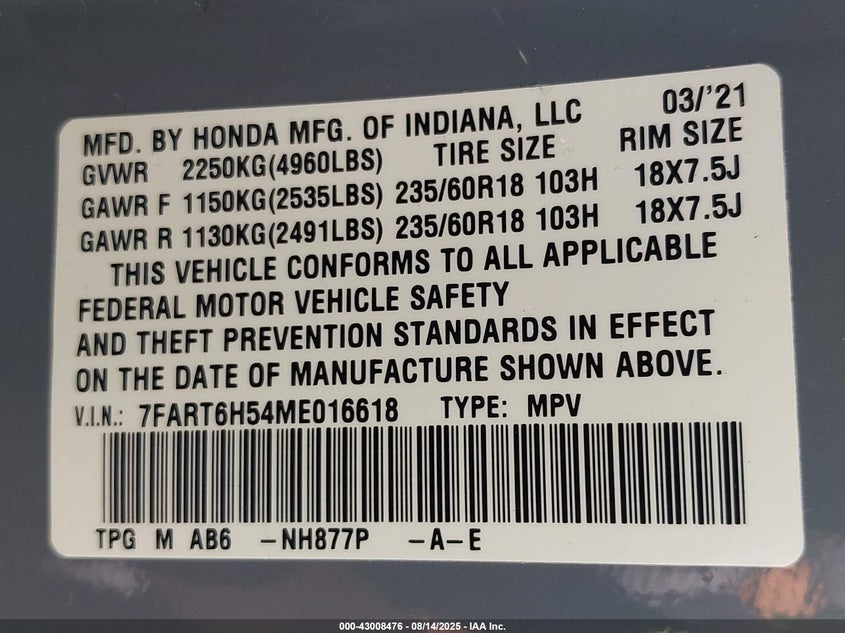 MFD. BY HONDA MFG. OF INDIANA, LLC 03/'21
GVWR 2250KG(4960LBS) TIRE SIZE RIM SIZE
GAWR F 1150KG(2535LBS) 235/60R18 103H 18X7.5J
GAWR R 1130KG(2491LBS) 235/60R18 103H 18X7.5J
THIS VEHICLE CONFORMS TO ALL APPLICABLE
FEDERAL MOTOR VEHICLE SAFETY
AND THEFT PREVENTION STANDARDS IN EFFECT
ON THE DATE OF MANUFACTURE SHOWN ABOVE.
V.I.N.: 7FART6H54ME016618 TYPE: MPV
TPG M AB6 -NH877P -A-E
000-43008476 - 08/14/2025 - IAA Inc.